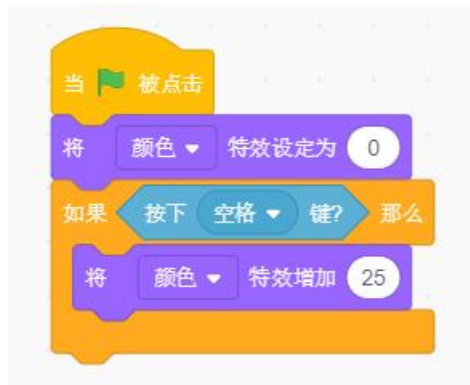 当 被点击
将 颜色 特效设定为 0
如果 按下 空格 键? 那么
将 颜色 特效增加 25